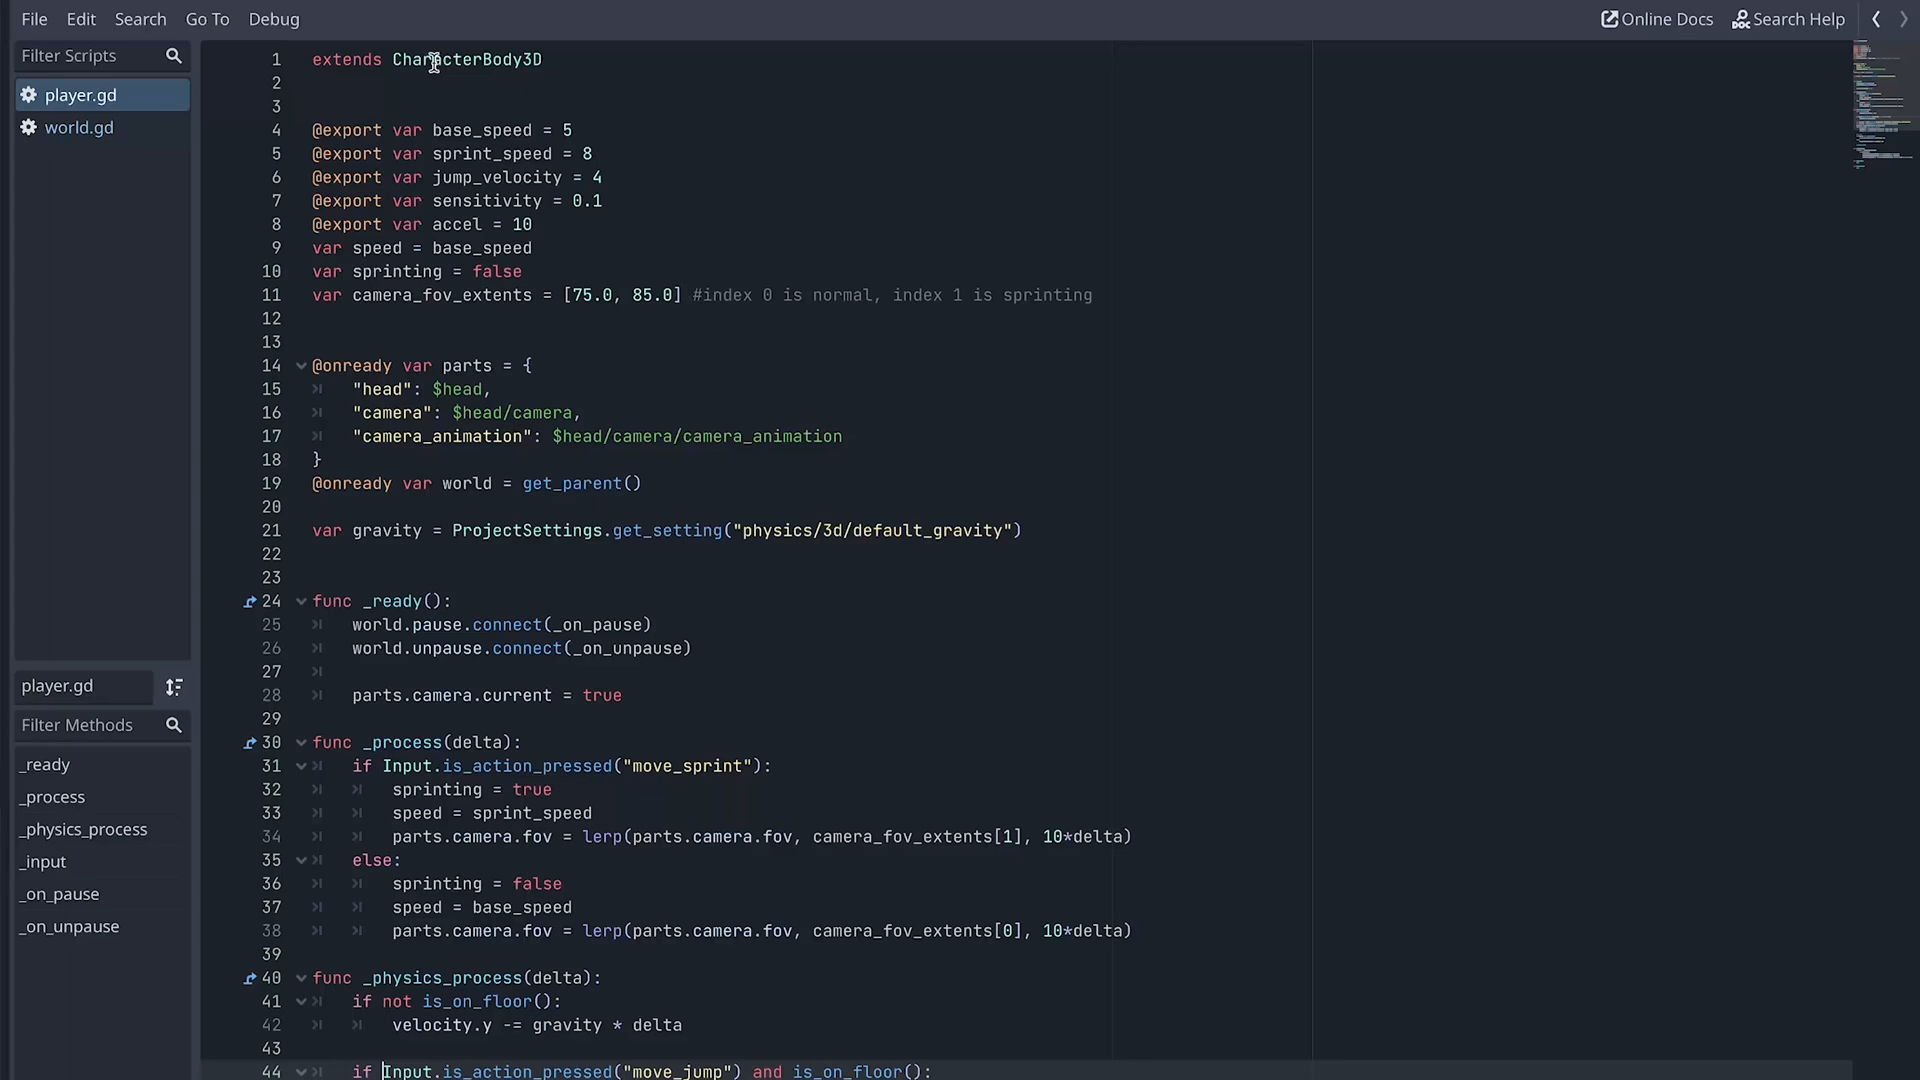 File Edit Search Go To Debug Online Docs Search Help
Filter Scripts
player.gd
world.gd
player.gd
Filter Methods
_ready
_process
_physics_process
_input
_on_pause
_on_unpause
1 extends CharacterBody3D
2
3
4 @export var base_speed = 5
5 @export var sprint_speed = 8
6 @export var jump_velocity = 4
7 @export var sensitivity = 0.1
8 @export var accel = 10
9 var speed = base_speed
10 var sprinting = false
11 var camera_fov_extents = [75.0, 85.0] #index 0 is normal, index 1 is sprinting
12
13
14 @onready var parts = {
15 "head": $head,
16 "camera": $head/camera,
17 "camera_animation": $head/camera/camera_animation
18 }
19 @onready var world = get_parent()
20
21 var gravity = ProjectSettings.get_setting("physics/3d/default_gravity")
22
23
24 func _ready():
25 world.pause.connect(_on_pause)
26 world.unpause.connect(_on_unpause)
27
28 parts.camera.current = true
29
30 func _process(delta):
31 if Input.is_action_pressed("move_sprint"):
32 sprinting = true
33 speed = sprint_speed
34 parts.camera.fov = lerp(parts.camera.fov, camera_fov_extents[1], 10*delta)
35 else:
36 sprinting = false
37 speed = base_speed
38 parts.camera.fov = lerp(parts.camera.fov, camera_fov_extents[0], 10*delta)
39
40 func _physics_process(delta):
41 if not is_on_floor():
42 velocity.y -= gravity * delta
43
44 if Input.is_action_pressed("move_jump") and is_on_floor():